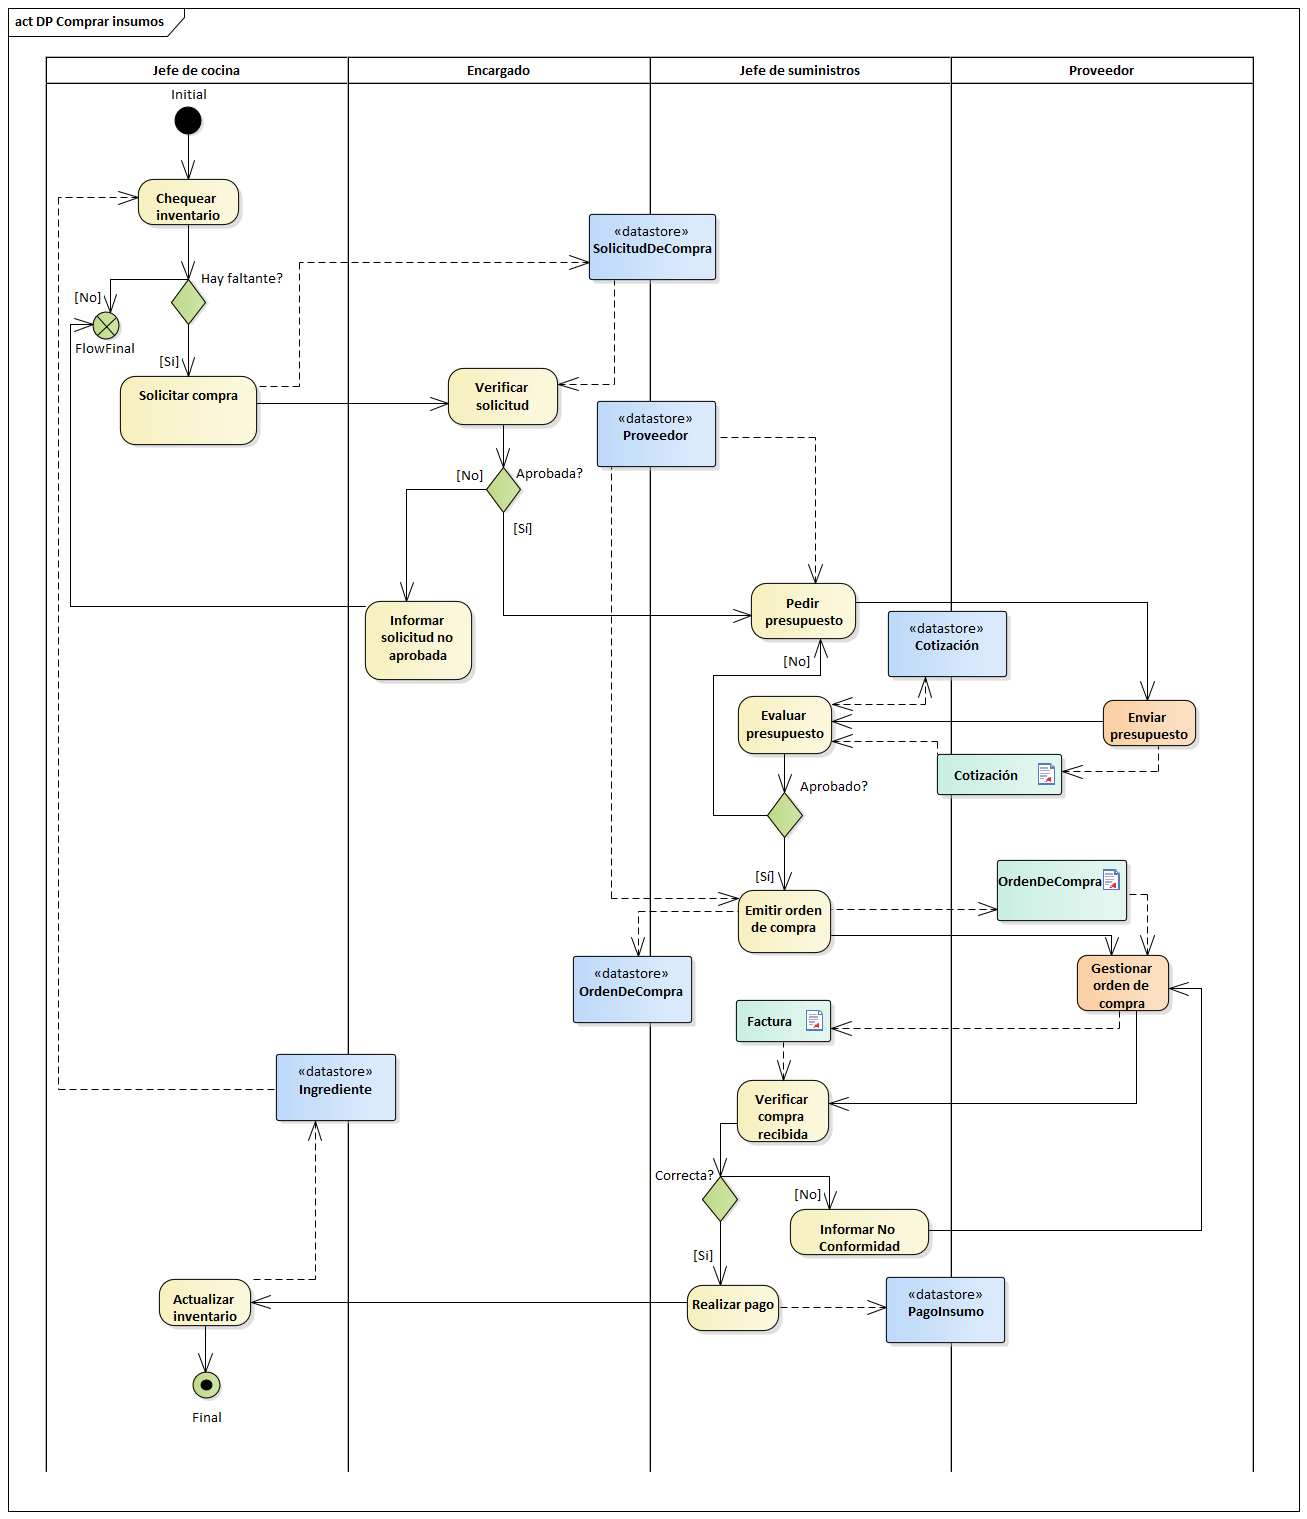 act DP Comprar insumos
Jefe de cocina
Encargado
Jefe de suministros
Proveedor
Initial
Chequear
inventario
«datastore»
SolicitudDeCompra
Hay faltante?
[No]
FlowFinal
[Si]
Solicitar compra
Verificar
solicitud
«datastore»
Proveedor
[No]
Aprobada?
[Sí]
Pedir
presupuesto
Informar
solicitud no
aprobada
«datastore»
Cotización
[No]
Evaluar
presupuesto
Enviar
presupuesto
Cotización
Aprobado?
[Sí]
OrdenDeCompra
Emitir orden
de compra
«datastore»
OrdenDeCompra
Gestionar
orden de
compra
Factura
«datastore»
Ingrediente
Verificar
compra
recibida
Correcta?
[No]
Informar No
Conformidad
[Si]
Actualizar
inventario
Realizar pago
«datastore»
PagoInsumo
Final